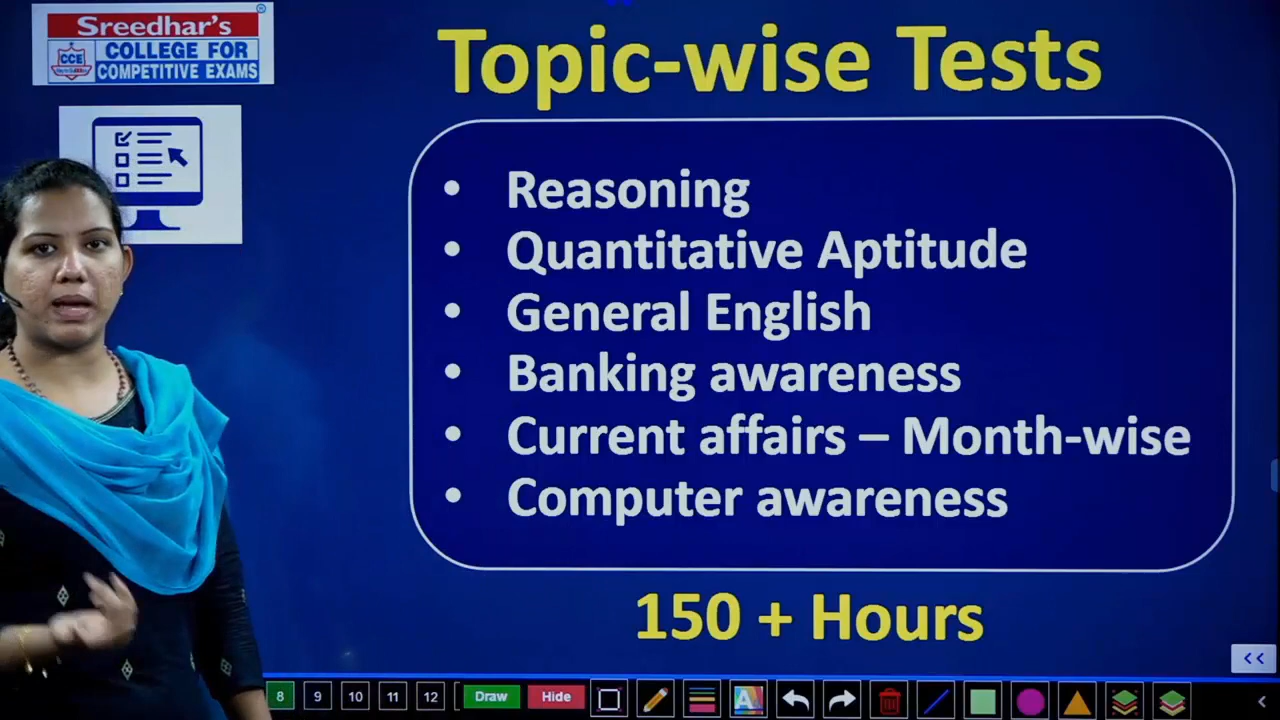 Sreedhar's
CCE
COLLEGE FOR
COMPETITIVE EXAMS
®
Topic-wise Tests
• Reasoning
• Quantitative Aptitude
• General English
• Banking awareness
• Current affairs – Month-wise
• Computer awareness
150 + Hours
<<
8 9 10 11 12 Draw Hide A <